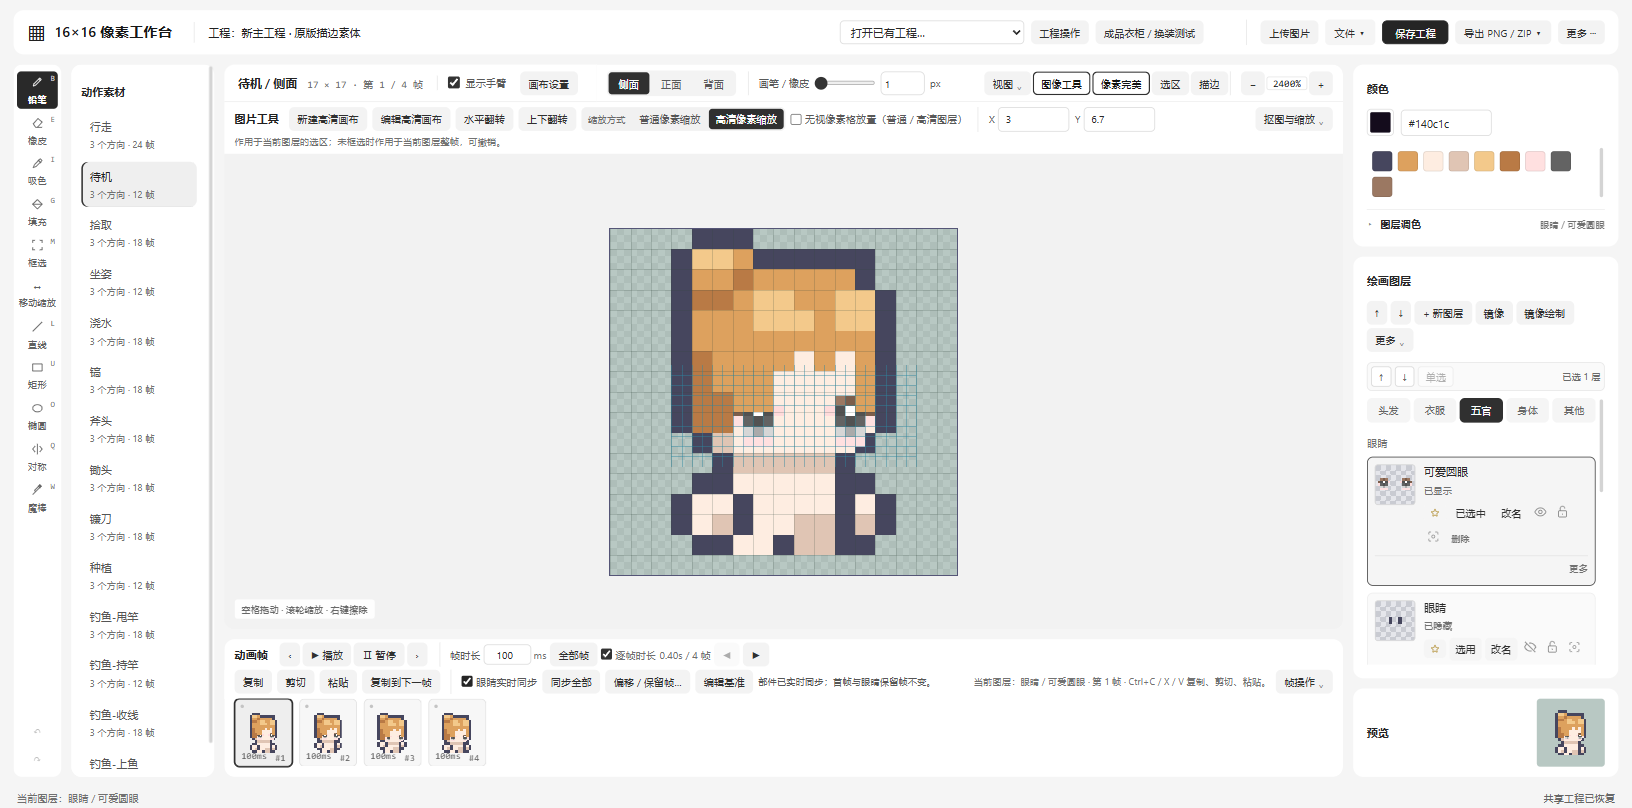 16×16 像素工作台
工程：新主工程 · 原版描边素体
打开已有工程...
工程操作
成品衣柜 / 换装测试
上传图片
文件
保存工程
导出 PNG / ZIP
更多 ···
B
铅笔
E
橡皮
I
吸色
G
填充
M
框选
移动缩放
L
直线
U
矩形
O
椭圆
Q
对称
W
魔棒
动作素材
行走
3 个方向 · 24 帧
待机
3 个方向 · 12 帧
拾取
3 个方向 · 18 帧
坐姿
3 个方向 · 12 帧
浇水
3 个方向 · 18 帧
镐
3 个方向 · 18 帧
斧头
3 个方向 · 18 帧
锄头
3 个方向 · 18 帧
镰刀
3 个方向 · 18 帧
种植
3 个方向 · 12 帧
钓鱼-甩竿
3 个方向 · 18 帧
钓鱼-持竿
3 个方向 · 12 帧
钓鱼-收线
3 个方向 · 18 帧
钓鱼-上鱼
待机 / 侧面
17 × 17 · 第 1 / 4 帧
显示手臂
画布设置
侧面
正面
背面
画笔 / 橡皮
1
px
视图
图像工具
像素完美
选区
描边
−
2400%
+
图片工具
新建高清画布
编辑高清画布
水平翻转
上下翻转
缩放方式
普通像素缩放
高清像素缩放
无视像素格放置（普通 / 高清图层）
X
3
Y
6.7
抠图与缩放
作用于当前图层的选区；未框选时作用于当前图层整帧，可撤销。
空格拖动 · 滚轮缩放 · 右键擦除
动画帧
‹
▶ 播放
暂停
›
帧时长
100
ms
全部帧
逐帧时长 0.40s / 4 帧
复制
剪切
粘贴
复制到下一帧
眼睛实时同步
同步全部
偏移 / 保留帧...
编辑基准
部件已实时同步；首帧与眼睛保留帧不变。
当前图层：眼睛 / 可爱圆眼 · 第 1 帧 · Ctrl+C / X / V 复制、剪切、粘贴。
帧操作
100ms #1
100ms #2
100ms #3
100ms #4
颜色
#140c1c
图层调色
眼睛 / 可爱圆眼
绘画图层
↑
↓
+ 新图层
镜像
镜像绘制
更多
↑
↓
单选
已选 1 层
头发
衣服
五官
身体
其他
眼睛
可爱圆眼
已显示
已选中
改名
删除
更多
眼睛
已隐藏
选用
改名
预览
当前图层：眼睛 / 可爱圆眼
共享工程已恢复